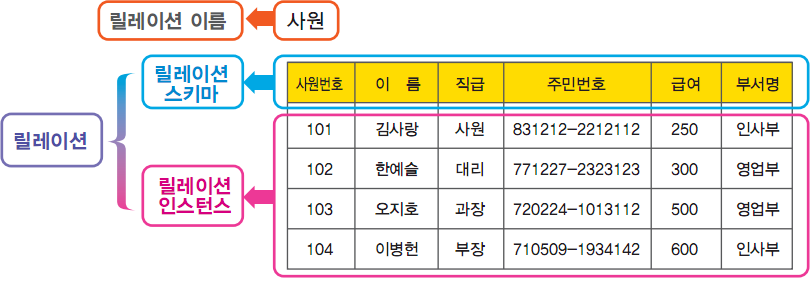 릴레이션 이름 사원
릴레이션
스키마
사원번호 이 름 직급 주민번호 급여 부서명
릴레이션
릴레이션
인스턴스
101 김사랑 사원 831212-2212112 250 인사부
102 한예슬 대리 771227-2323123 300 영업부
103 오지호 과장 720224-1013112 500 영업부
104 이병헌 부장 710509-1934142 600 인사부